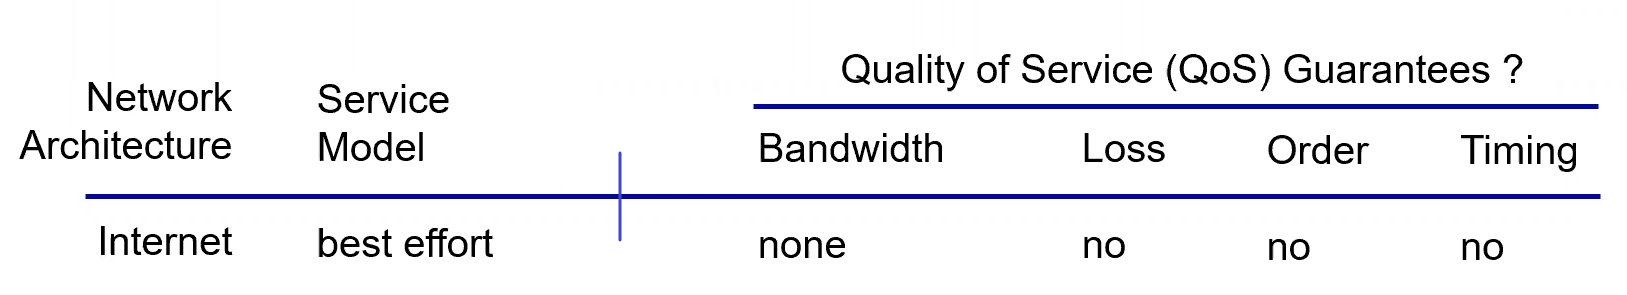 Quality of Service (QoS) Guarantees ?
Network Service
Architecture Model Bandwidth Loss Order Timing
Internet best effort none no no no